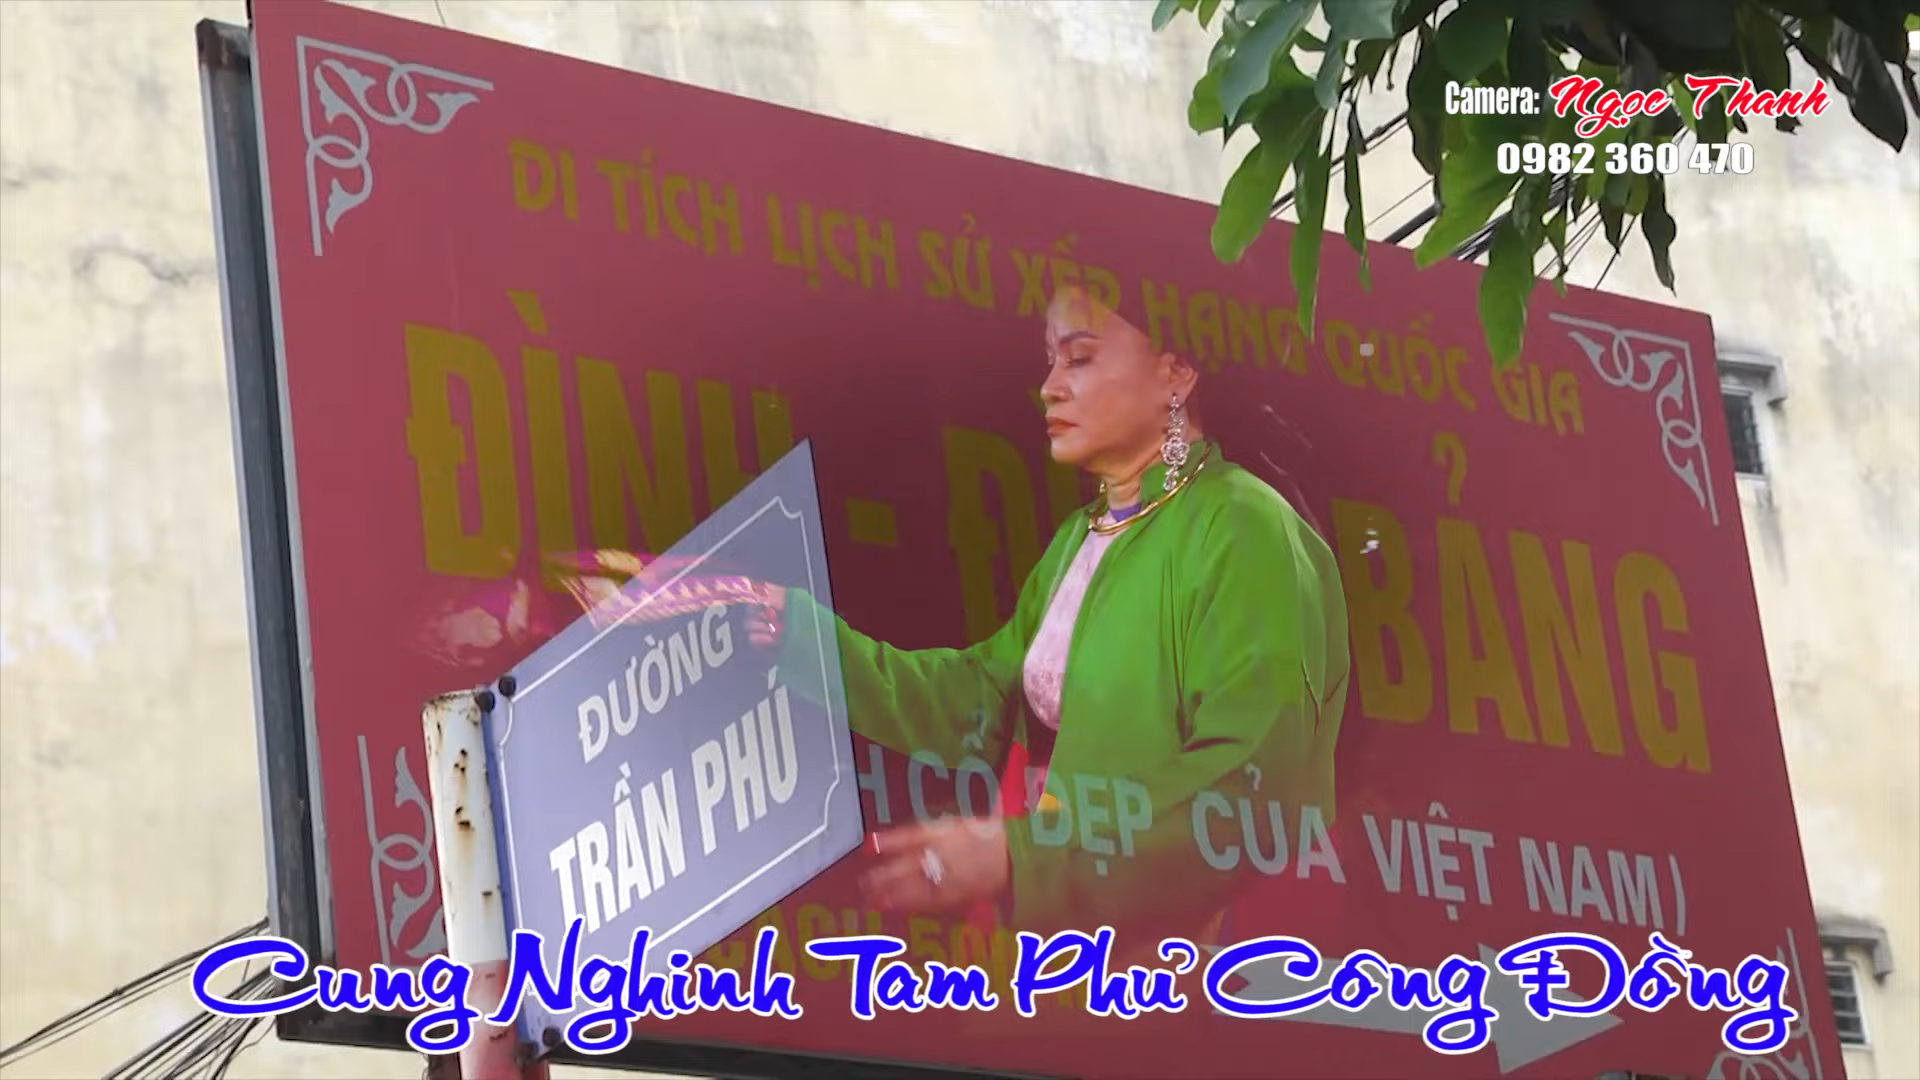 Camera: Ngọc Thanh
0982 360 470
DI TÍCH LỊCH SỬ XẾP HẠNG QUỐC GIA
ĐÌNH - BẢNG
CỔ ĐẸP CỦA VIỆT NAM)
ĐƯỜNG
TRẦN PHÚ
Cung Nghinh Tam Phủ Công Đồng